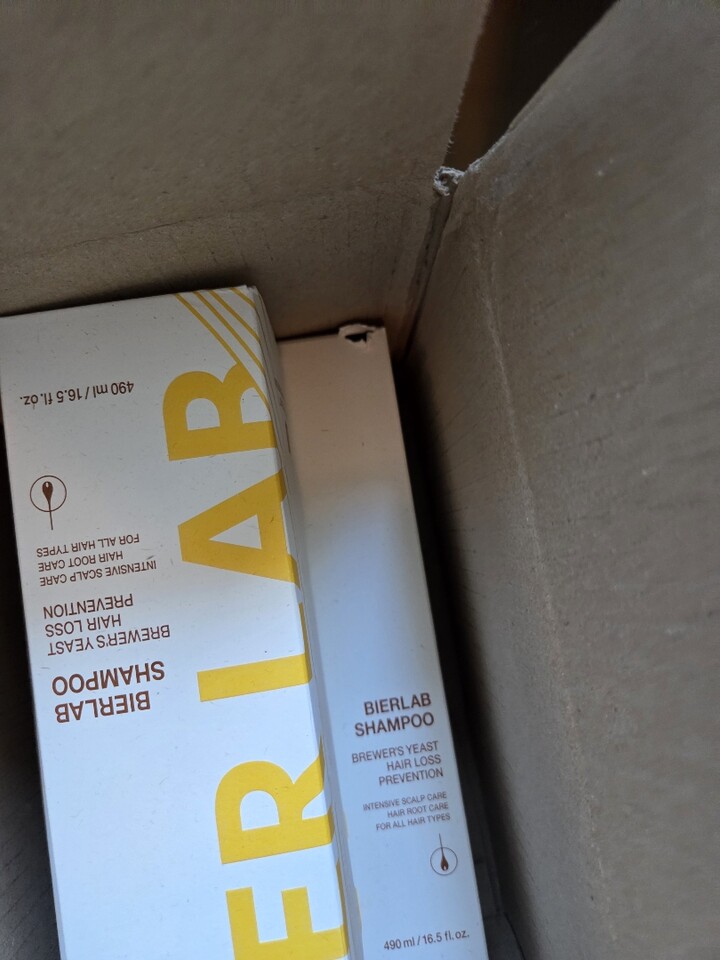 BIERLAB
SHAMPOO
BREWER'S YEAST
HAIR LOSS
PREVENTION
INTENSIVE SCALP CARE
HAIR ROOT CARE
FOR ALL HAIR TYPES
490 ml / 16.5 fl. oz.
ER LAB
BIERLAB
SHAMPOO
BREWER'S YEAST
HAIR LOSS
PREVENTION
INTENSIVE SCALP CARE
HAIR ROOT CARE
FOR ALL HAIR TYPES
490 ml / 16.5 fl. oz.